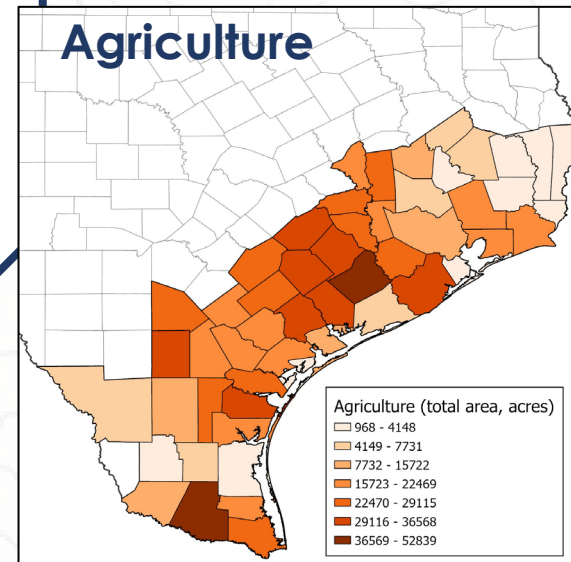 Agriculture
Agriculture (total area, acres)
968 - 4148
4149 - 7731
7732 - 15722
15723 - 22469
22470 - 29115
29116 - 36568
36569 - 52839